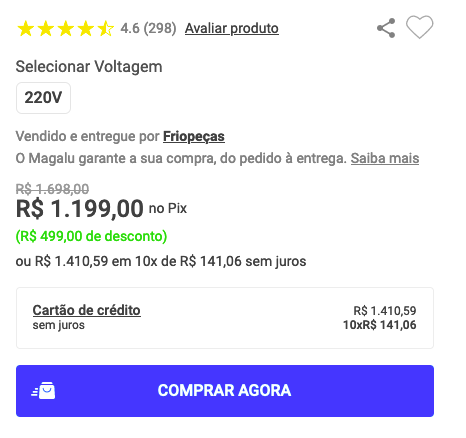 4.6 (298) Avaliar produto
Selecionar Voltagem
220V
Vendido e entregue por Friopeças
O Magalu garante a sua compra, do pedido à entrega. Saiba mais
R$ 1.698,00
R$ 1.199,00 no Pix
(R$ 499,00 de desconto)
ou R$ 1.410,59 em 10x de R$ 141,06 sem juros
Cartão de crédito R$ 1.410,59
sem juros 10xR$ 141,06
COMPRAR AGORA